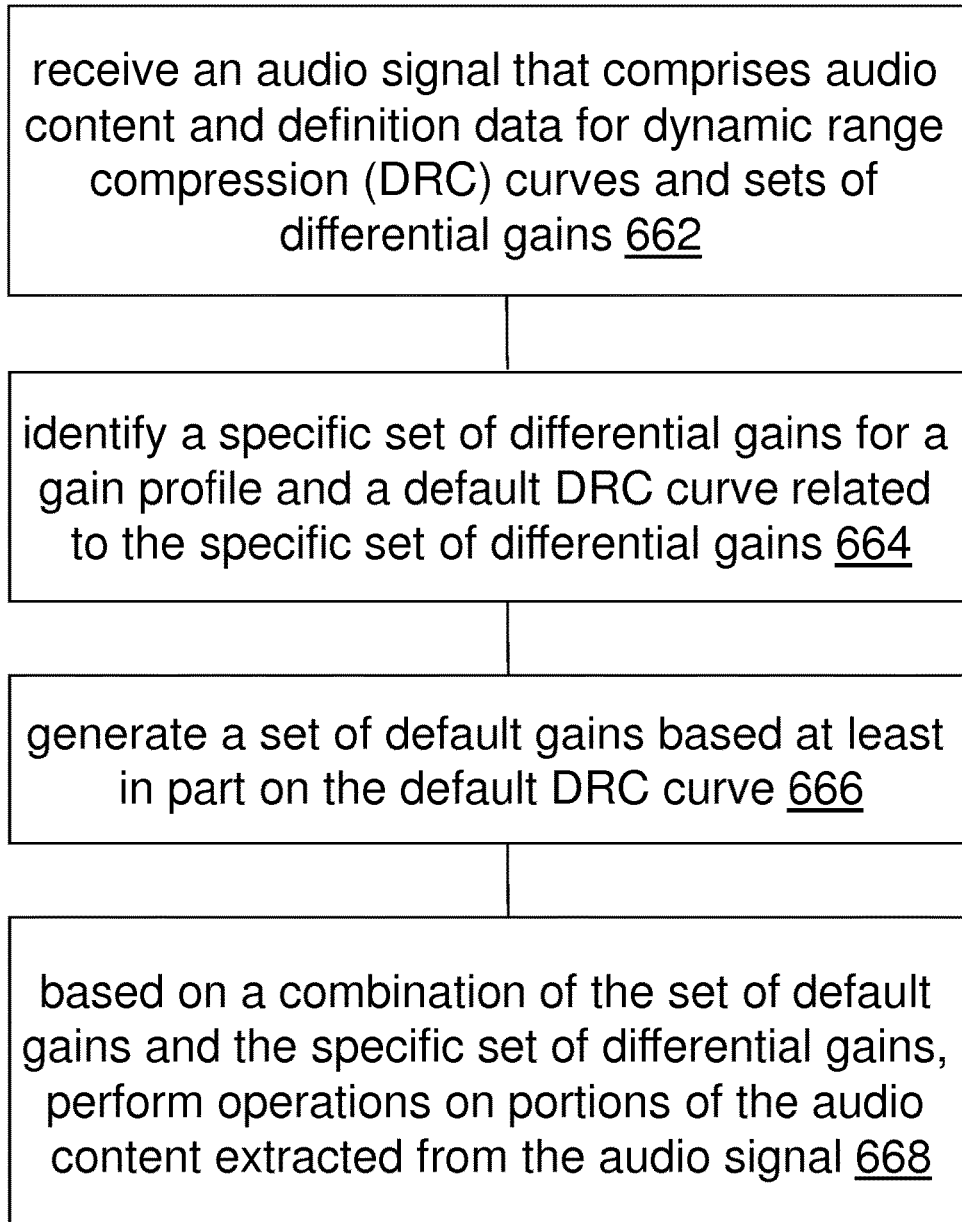 receive an audio signal that comprises audio
content and definition data for dynamic range
compression (DRC) curves and sets of
differential gains 662
identify a specific set of differential gains for a
gain profile and a default DRC curve related
to the specific set of differential gains 664
generate a set of default gains based at least
in part on the default DRC curve 666
based on a combination of the set of default
gains and the specific set of differential gains,
perform operations on portions of the audio
content extracted from the audio signal 668